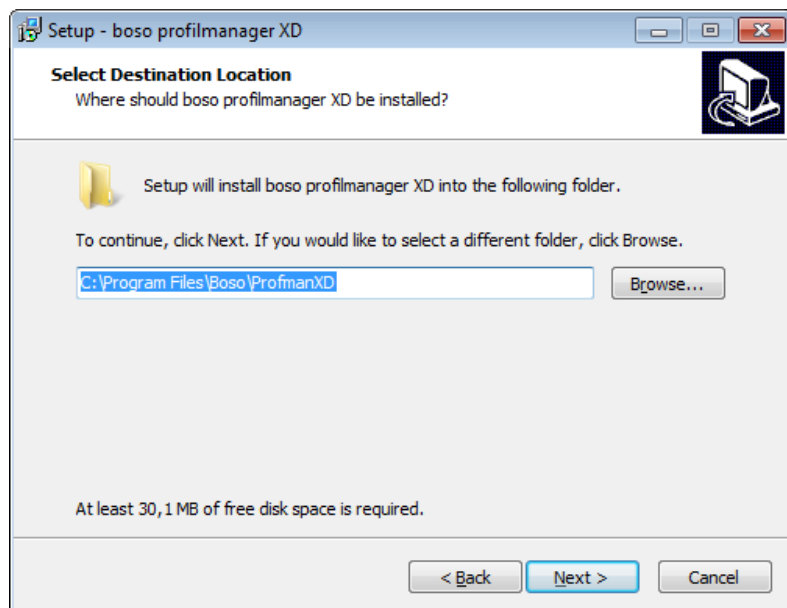 Setup - boso profilmanager XD
Select Destination Location
Where should boso profilmanager XD be installed?
Setup will install boso profilmanager XD into the following folder.
To continue, click Next. If you would like to select a different folder, click Browse.
C:\Program Files\Boso\ProfmanXD
Browse...
At least 30,1 MB of free disk space is required.
< Back
Next >
Cancel